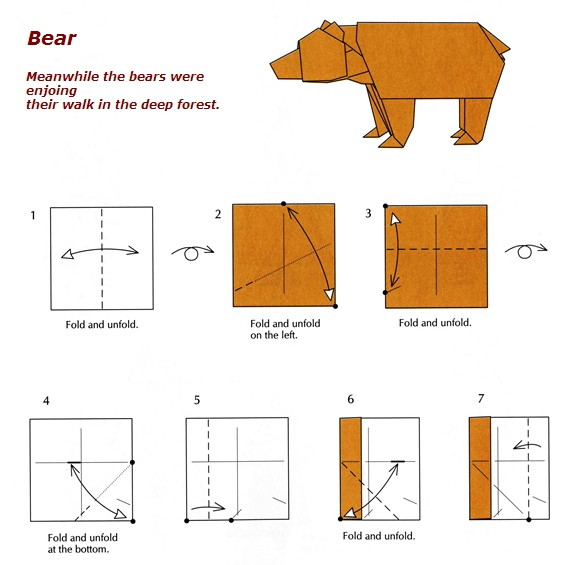 Bear
Meanwhile the bears were
enjoing
their walk in the deep forest.
1
Fold and unfold.
2
Fold and unfold
on the left.
3
Fold and unfold.
4
Fold and unfold
at the bottom.
5
6
Fold and unfold.
7